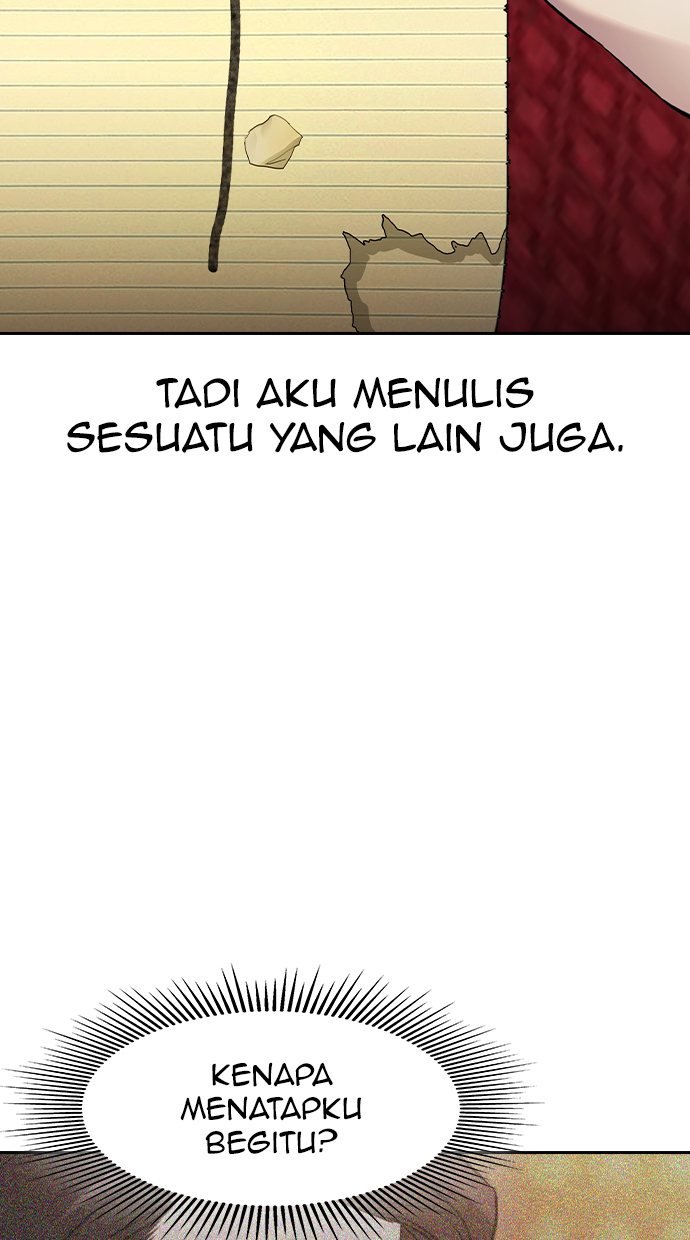 TADI AKU MENULIS
SESUATU YANG LAIN JUGA.
KENAPA
MENATAPKU
BEGITU?